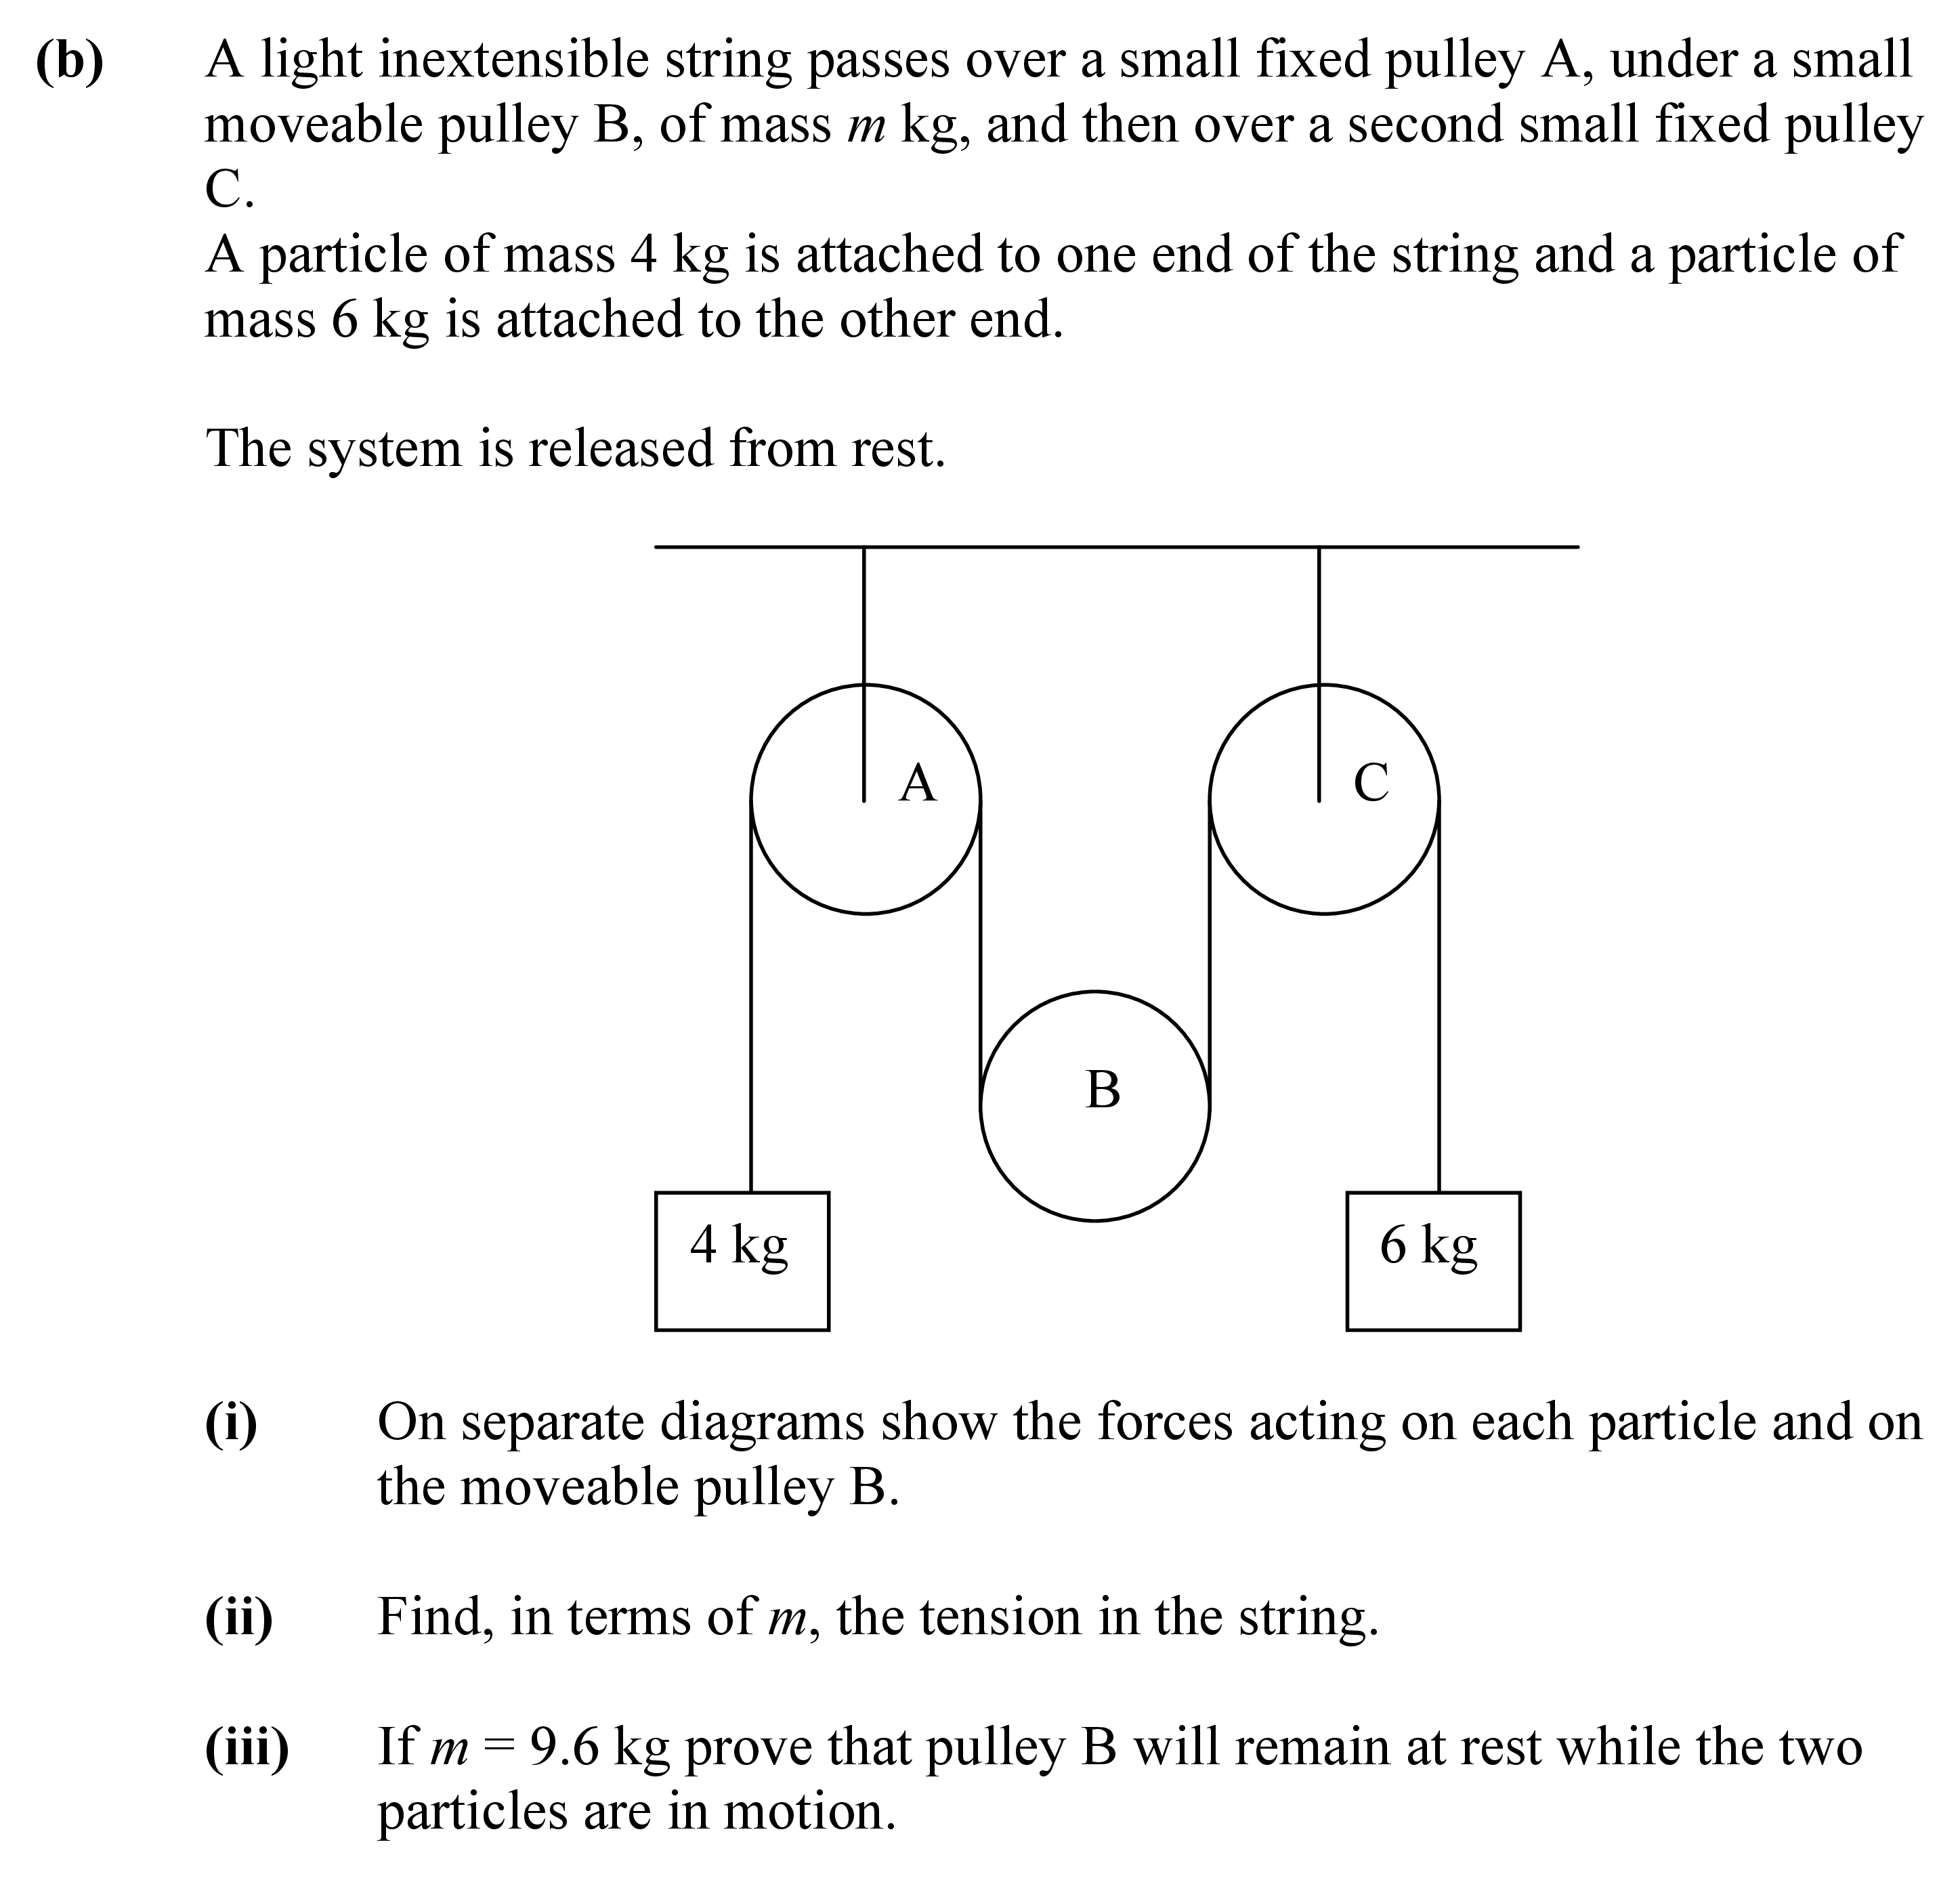 (b) A light inextensible string passes over a small fixed pulley A, under a small
moveable pulley B, of mass m kg, and then over a second small fixed pulley
C.
A particle of mass 4 kg is attached to one end of the string and a particle of
mass 6 kg is attached to the other end.
The system is released from rest.
A
C
B
4 kg
6 kg
(i) On separate diagrams show the forces acting on each particle and on
the moveable pulley B.
(ii) Find, in terms of m, the tension in the string.
(iii) If m = 9.6 kg prove that pulley B will remain at rest while the two
particles are in motion.